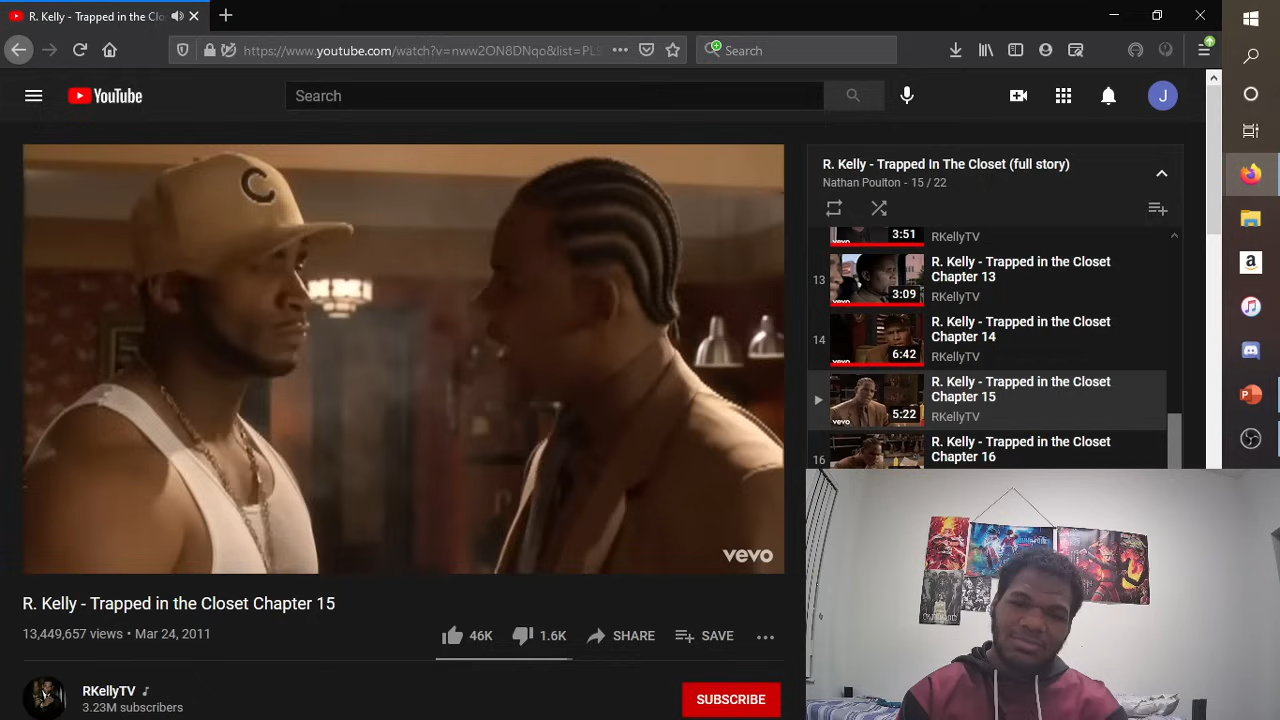 R. Kelly - Trapped in the Clo
https://www.youtube.com/watch?v=nww2ON8DNqo&list=PL9
Search
YouTube
Search
J
C
vevo
R. Kelly - Trapped In The Closet (full story)
Nathan Poulton - 15 / 22
3:51
RKellyTV
13
R. Kelly - Trapped in the Closet
Chapter 13
3:09
RKellyTV
14
R. Kelly - Trapped in the Closet
Chapter 14
6:42
RKellyTV
R. Kelly - Trapped in the Closet
Chapter 15
5:22
RKellyTV
16
R. Kelly - Trapped in the Closet
Chapter 16
R. Kelly - Trapped in the Closet Chapter 15
13,449,657 views • Mar 24, 2011
46K
1.6K
SHARE
SAVE
RKellyTV
3.23M subscribers
SUBSCRIBE